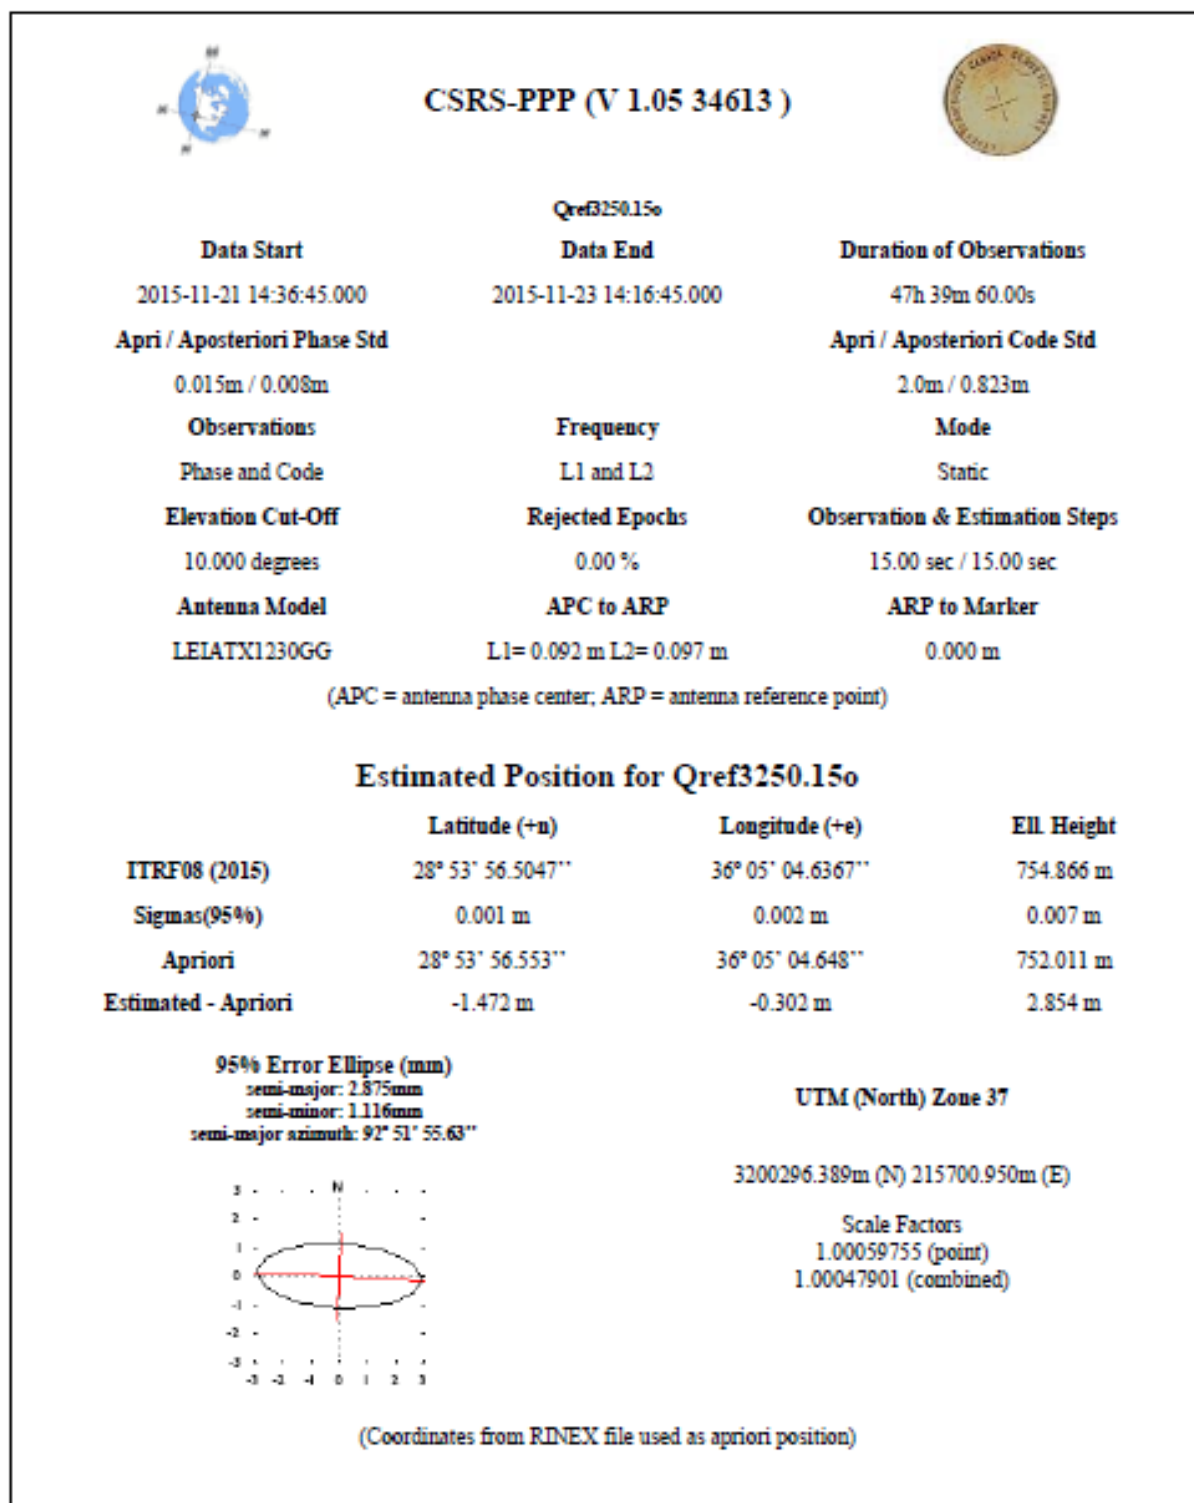 CSRS-PPP (V 1.05 34613 )
Qref3250.15o
Data Start Data End Duration of Observations
2015-11-21 14:36:45.000 2015-11-23 14:16:45.000 47h 39m 60.00s
Apri / Aposteriori Phase Std Apri / Aposteriori Code Std
0.015m / 0.008m 2.0m / 0.823m
Observations Frequency Mode
Phase and Code L1 and L2 Static
Elevation Cut-Off Rejected Epochs Observation & Estimation Steps
10.000 degrees 0.00 % 15.00 sec / 15.00 sec
Antenna Model APC to ARP ARP to Marker
LEIATX1230GG L1= 0.092 m L2= 0.097 m 0.000 m
(APC = antenna phase center; ARP = antenna reference point)
Estimated Position for Qref3250.15o
Latitude (+n) Longitude (+e) Ell. Height
ITRF08 (2015) 28° 53' 56.5047'' 36° 05' 04.6367'' 754.866 m
Sigmas(95%) 0.001 m 0.002 m 0.007 m
Apriori 28° 53' 56.553'' 36° 05' 04.648'' 752.011 m
Estimated - Apriori -1.472 m -0.302 m 2.854 m
95% Error Ellipse (mm)
semi-major: 2.875mm
semi-minor: 1.116mm
semi-major azimuth: 92° 51' 55.63''
UTM (North) Zone 37
3200296.389m (N) 215700.950m (E)
Scale Factors
1.00059755 (point)
1.00047901 (combined)
N
3
2
1
0
-1
-2
-3
-3 -2 -1 0 1 2 3
(Coordinates from RINEX file used as apriori position)